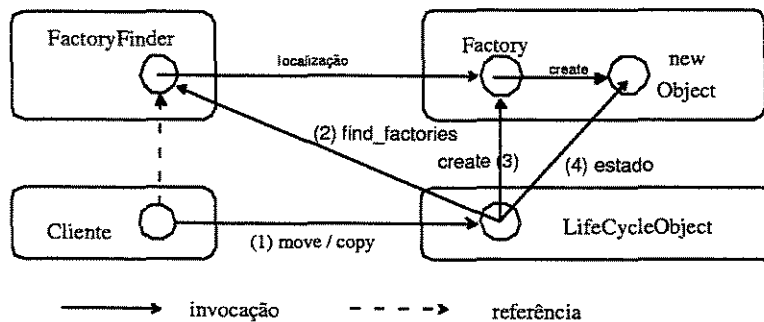 FactoryFinder
localização
Factory
create
new
Object
(2) find_factories
create (3)
(4) estado
Cliente
(1) move / copy
LifeCycleObject
invocação
referência